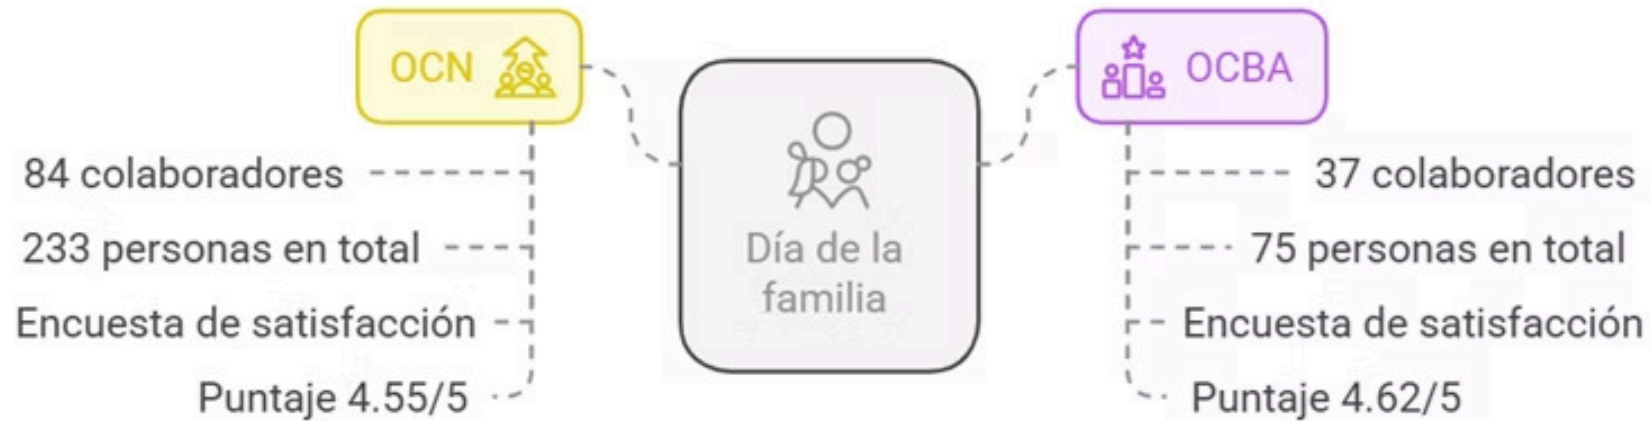 OCN
84 colaboradores
233 personas en total
Encuesta de satisfacción
Puntaje 4.55/5
Día de la
familia
OCBA
37 colaboradores
75 personas en total
Encuesta de satisfacción
Puntaje 4.62/5